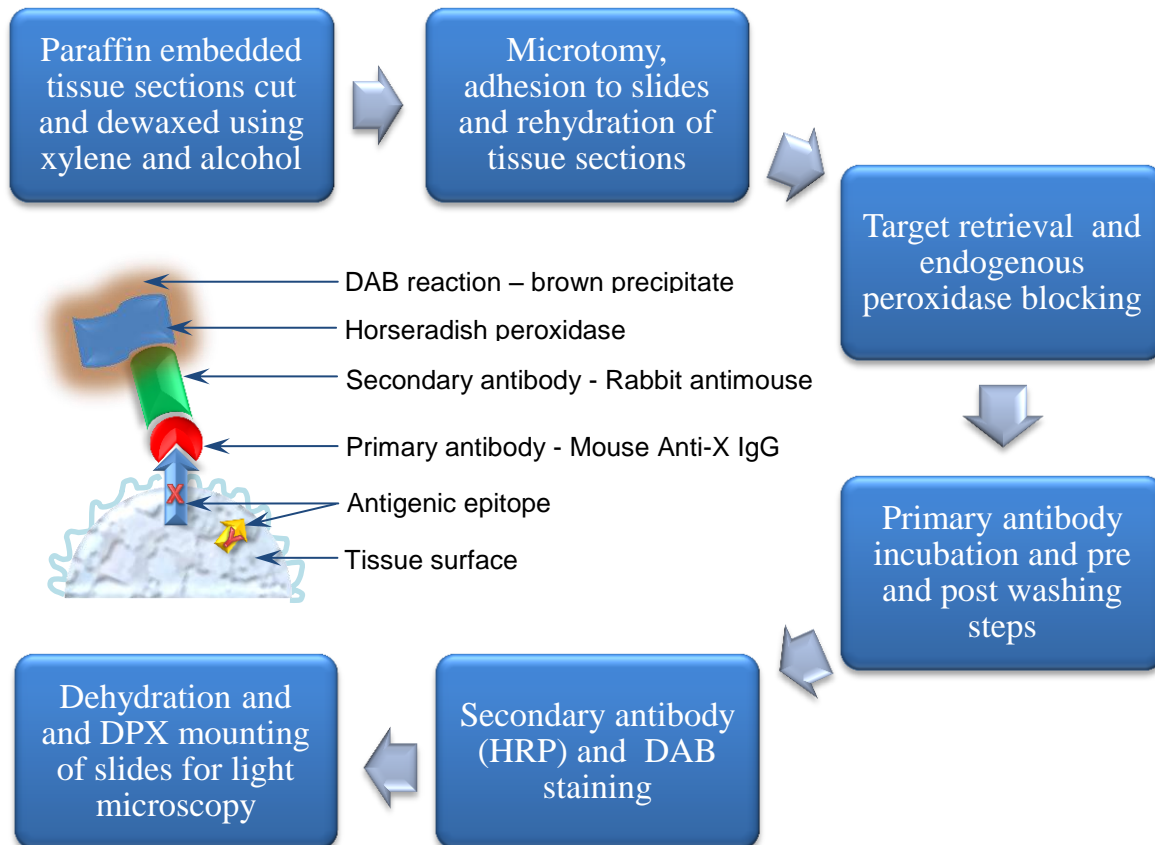 Paraffin embedded
tissue sections cut
and dewaxed using
xylene and alcohol
Microtomy,
adhesion to slides
and rehydration of
tissue sections
Target retrieval and
endogenous
peroxidase blocking
DAB reaction – brown precipitate
Horseradish peroxidase
Secondary antibody - Rabbit antimouse
Primary antibody - Mouse Anti-X IgG
X
Antigenic epitope
Y
Tissue surface
Primary antibody
incubation and pre
and post washing
steps
Secondary antibody
(HRP) and DAB
staining
Dehydration and
and DPX mounting
of slides for light
microscopy